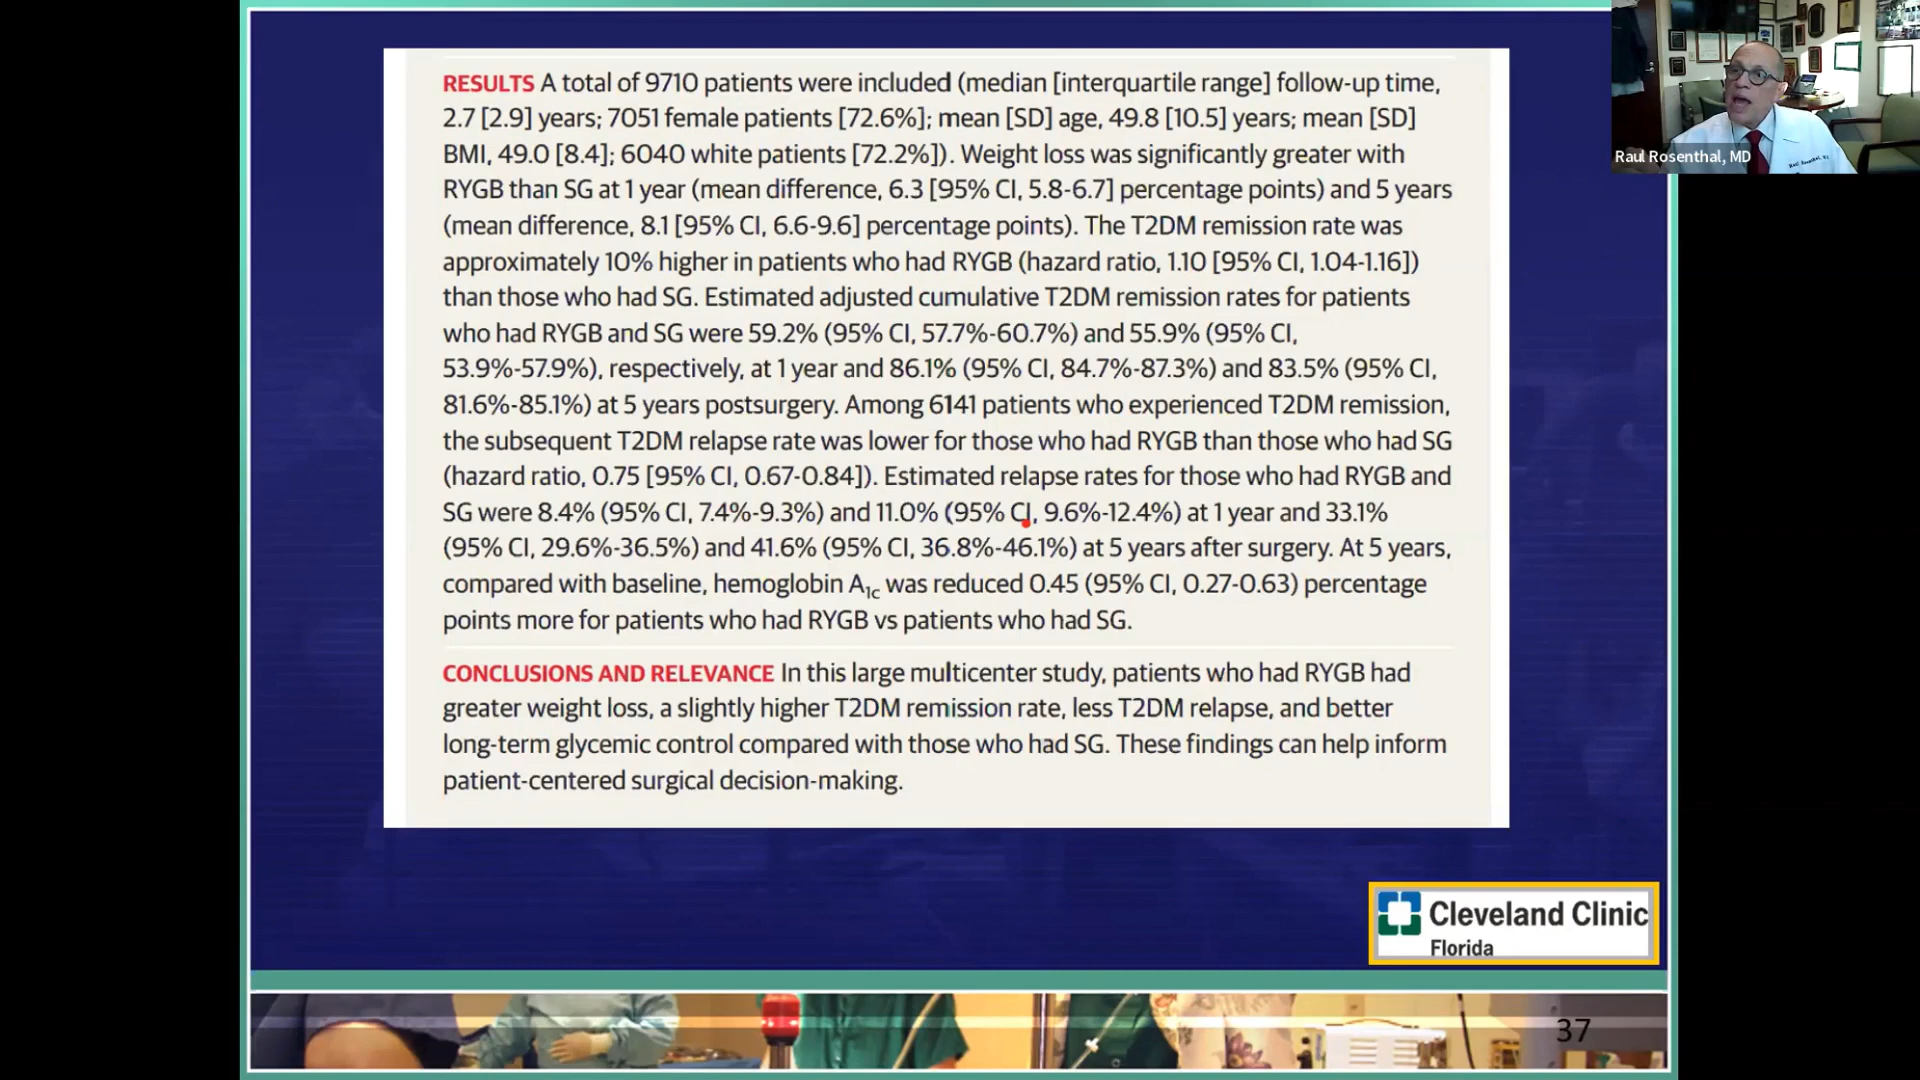 RESULTS A total of 9710 patients were included (median [interquartile range] follow-up time,
2.7 [2.9] years; 7051 female patients [72.6%]; mean [SD] age, 49.8 [10.5] years; mean [SD]
BMI, 49.0 [8.4]; 6040 white patients [72.2%]). Weight loss was significantly greater with
RYGB than SG at 1 year (mean difference, 6.3 [95% CI, 5.8-6.7] percentage points) and 5 years
(mean difference, 8.1 [95% CI, 6.6-9.6] percentage points). The T2DM remission rate was
approximately 10% higher in patients who had RYGB (hazard ratio, 1.10 [95% CI, 1.04-1.16])
than those who had SG. Estimated adjusted cumulative T2DM remission rates for patients
who had RYGB and SG were 59.2% (95% CI, 57.7%-60.7%) and 55.9% (95% CI,
53.9%-57.9%), respectively, at 1 year and 86.1% (95% CI, 84.7%-87.3%) and 83.5% (95% CI,
81.6%-85.1%) at 5 years postsurgery. Among 6141 patients who experienced T2DM remission,
the subsequent T2DM relapse rate was lower for those who had RYGB than those who had SG
(hazard ratio, 0.75 [95% CI, 0.67-0.84]). Estimated relapse rates for those who had RYGB and
SG were 8.4% (95% CI, 7.4%-9.3%) and 11.0% (95% CI, 9.6%-12.4%) at 1 year and 33.1%
(95% CI, 29.6%-36.5%) and 41.6% (95% CI, 36.8%-46.1%) at 5 years after surgery. At 5 years,
compared with baseline, hemoglobin A1c was reduced 0.45 (95% CI, 0.27-0.63) percentage
points more for patients who had RYGB vs patients who had SG.
CONCLUSIONS AND RELEVANCE In this large multicenter study, patients who had RYGB had
greater weight loss, a slightly higher T2DM remission rate, less T2DM relapse, and better
long-term glycemic control compared with those who had SG. These findings can help inform
patient-centered surgical decision-making.
Raul Rosenthal, MD
Cleveland Clinic
Florida
37